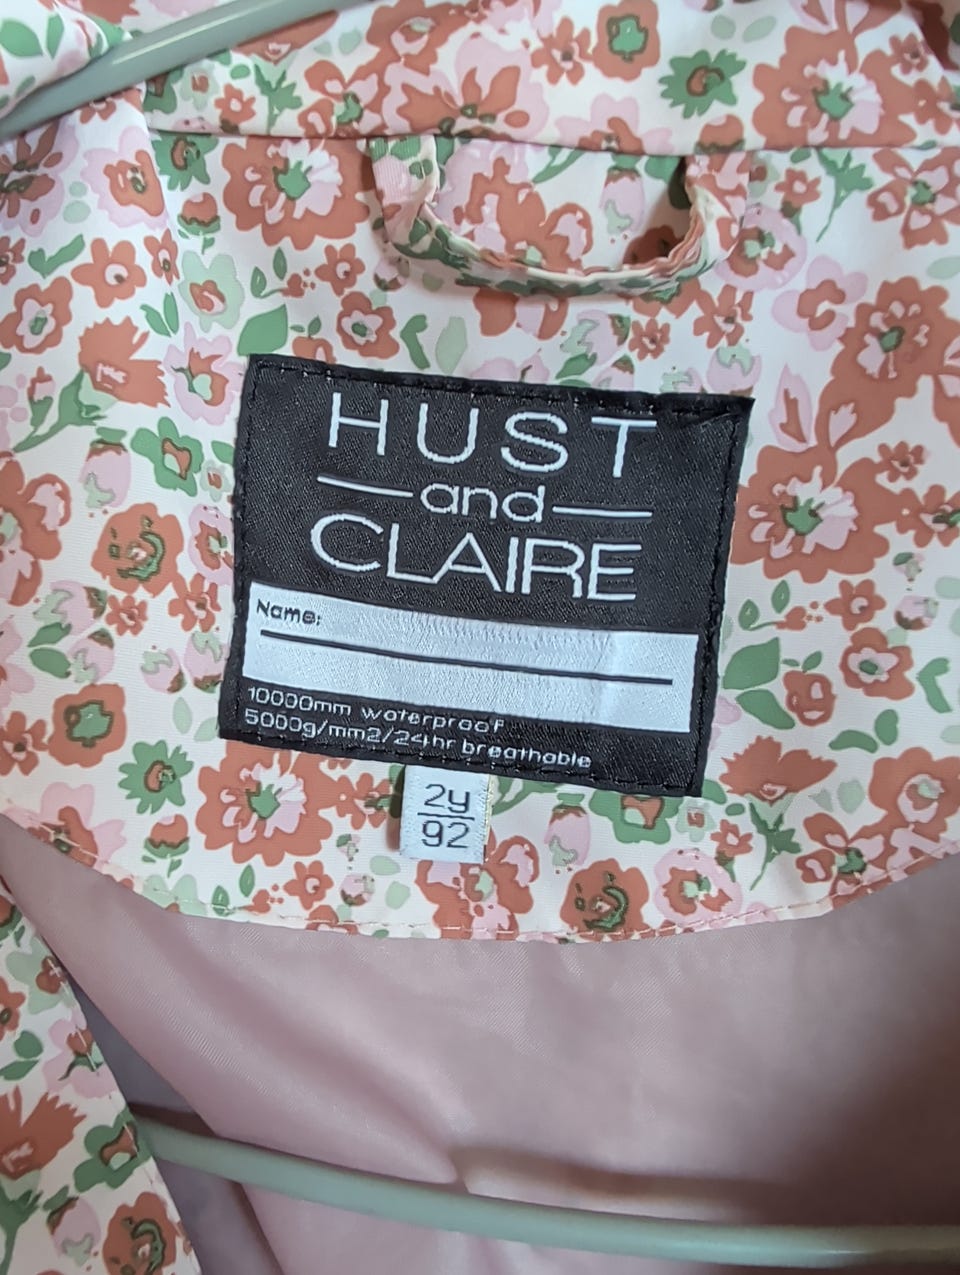 HUST
and
CLAIRE
Name:
10000mm waterproof
5000g/mm2/24hr breathable
2y
92